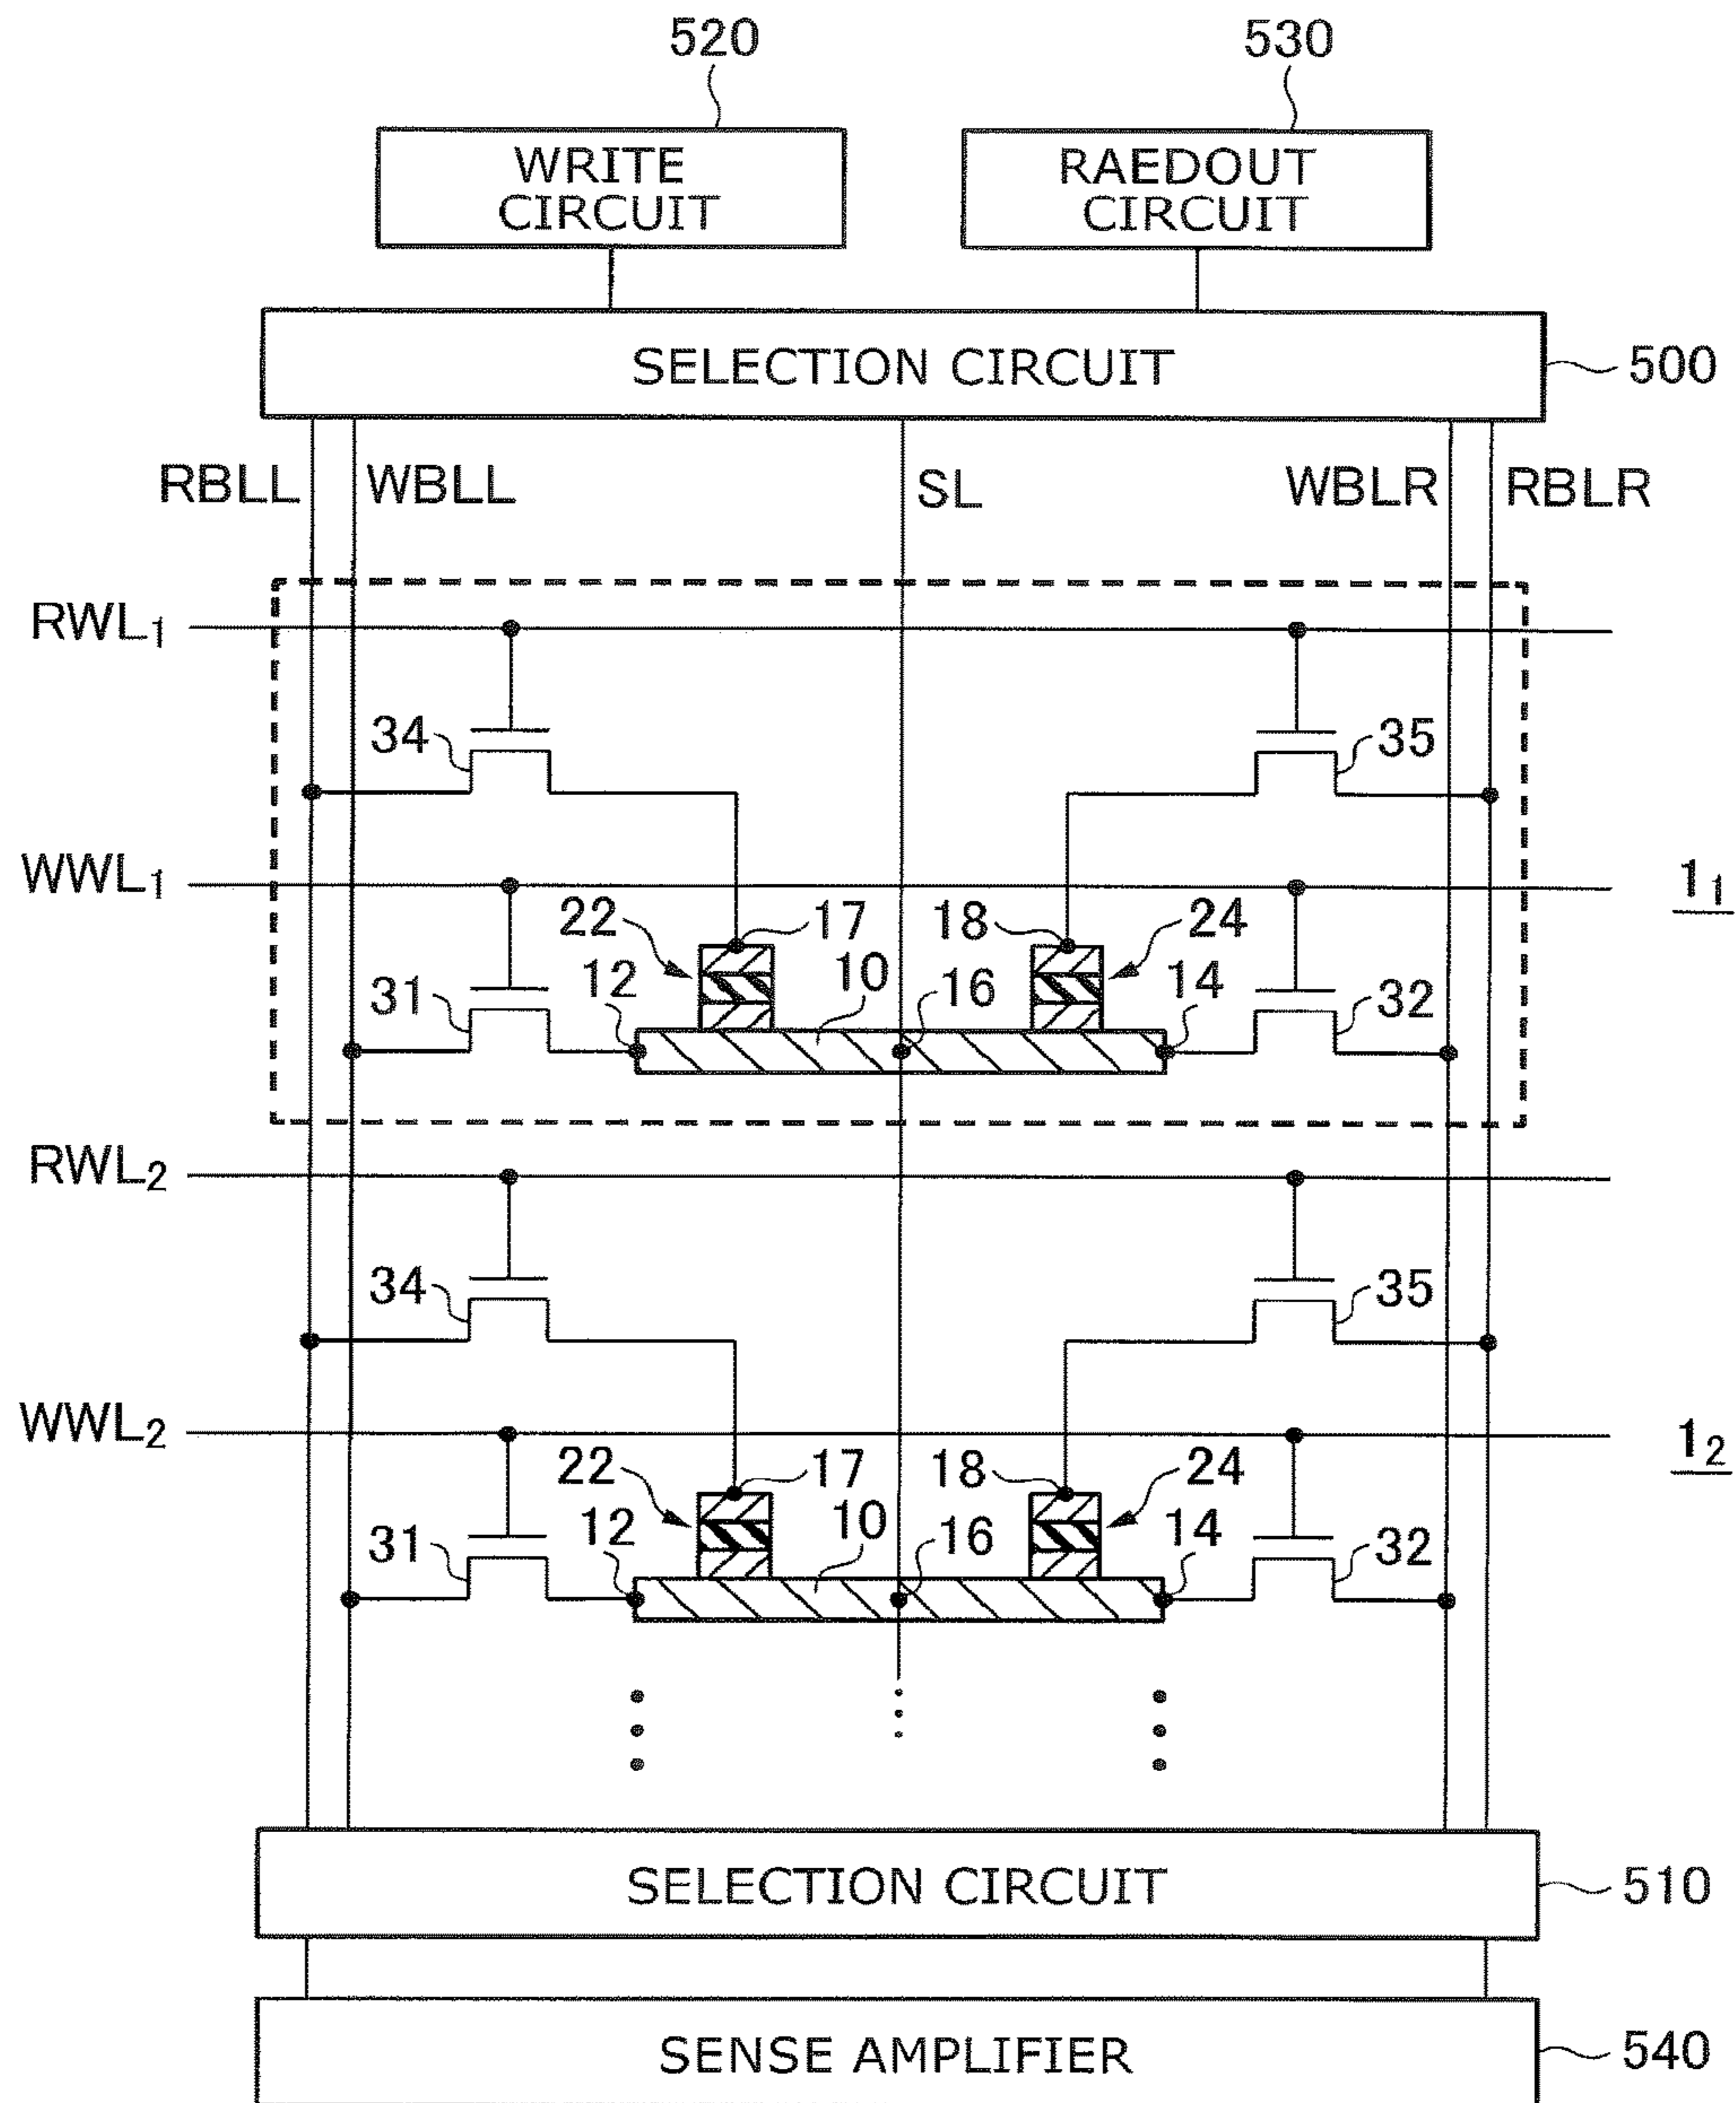 520 530
WRITE
CIRCUIT
RAEDOUT
CIRCUIT
SELECTION CIRCUIT 500
RBLL WBLL SL WBLR RBLR
RWL1
34 35
WWL1 11
22 17 18 24
31 12 10 16 14 32
RWL2
34 35
WWL2 12
22 17 18 24
31 12 10 16 14 32
SELECTION CIRCUIT 510
SENSE AMPLIFIER 540